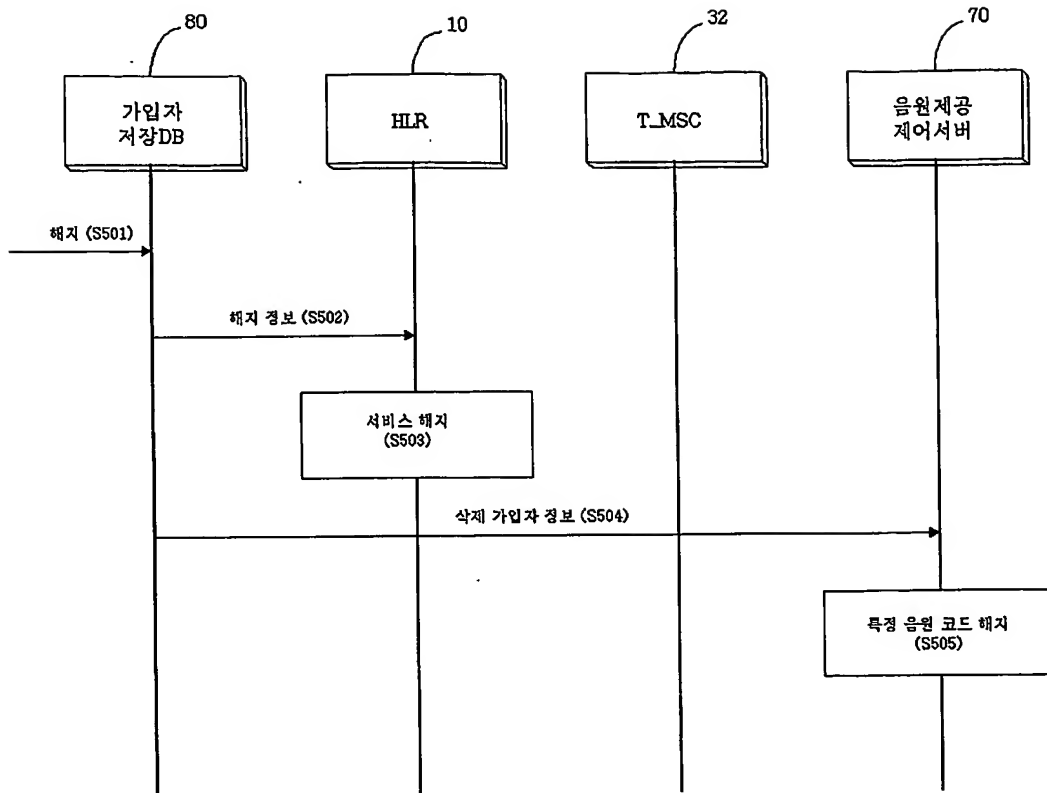 80
10
32
70
가입자
저장DB
HLR
T_MSC
음원제공
제어서버
해지 (S501)
해지 정보 (S502)
서비스 해지
(S503)
삭제 가입자 정보 (S504)
특정 음원 코드 해지
(S505)